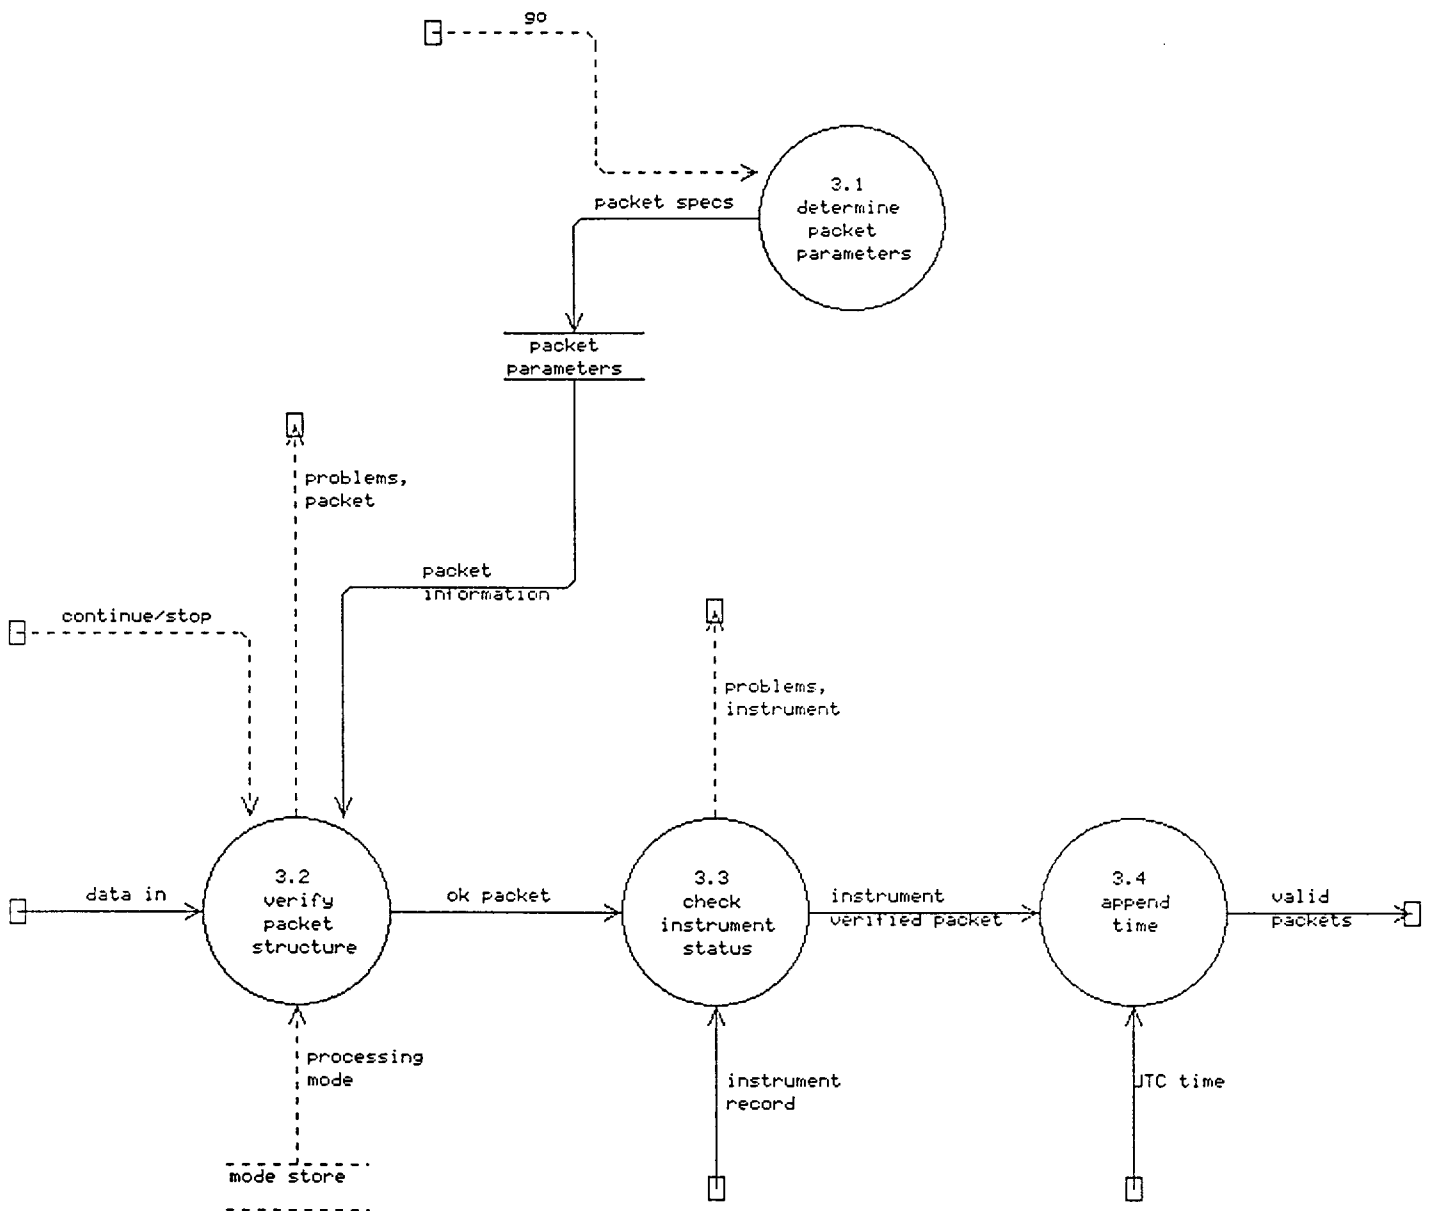 go
3.1
determine
packet
parameters
packet specs
packet
parameters
problems,
packet
packet
information
continue/stop
problems,
instrument
data in
3.2
verify
packet
structure
ok packet
3.3
check
instrument
status
instrument
verified packet
3.4
append
time
valid
packets
processing
mode
instrument
record
UTC time
mode store